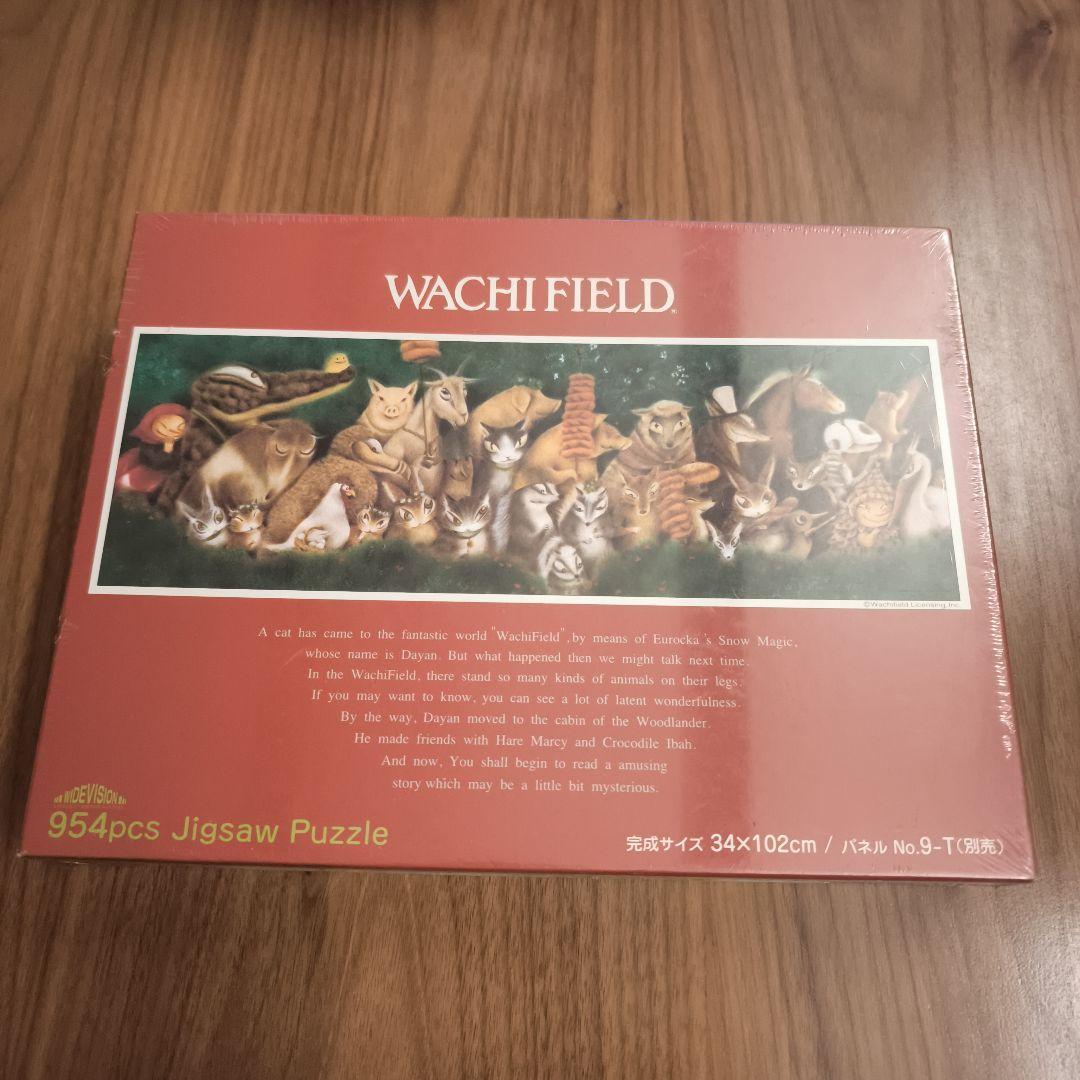 WACHIFIELD®
©Wachifield Licensing, Inc.
A cat has came to the fantastic world "WachiField", by means of Eurocka's Snow Magic,
whose name is Dayan. But what happened then we might talk next time.
In the WachiField, there stand so many kinds of animals on their legs.
If you may want to know, you can see a lot of latent wonderfulness.
By the way, Dayan moved to the cabin of the Woodlander.
He made friends with Hare Marcy and Crocodile Ibah.
And now, You shall begin to read a amusing
story which may be a little bit mysterious.
WIDEVISION
954pcs Jigsaw Puzzle
完成サイズ 34×102cm / パネル No.9-T(別売)